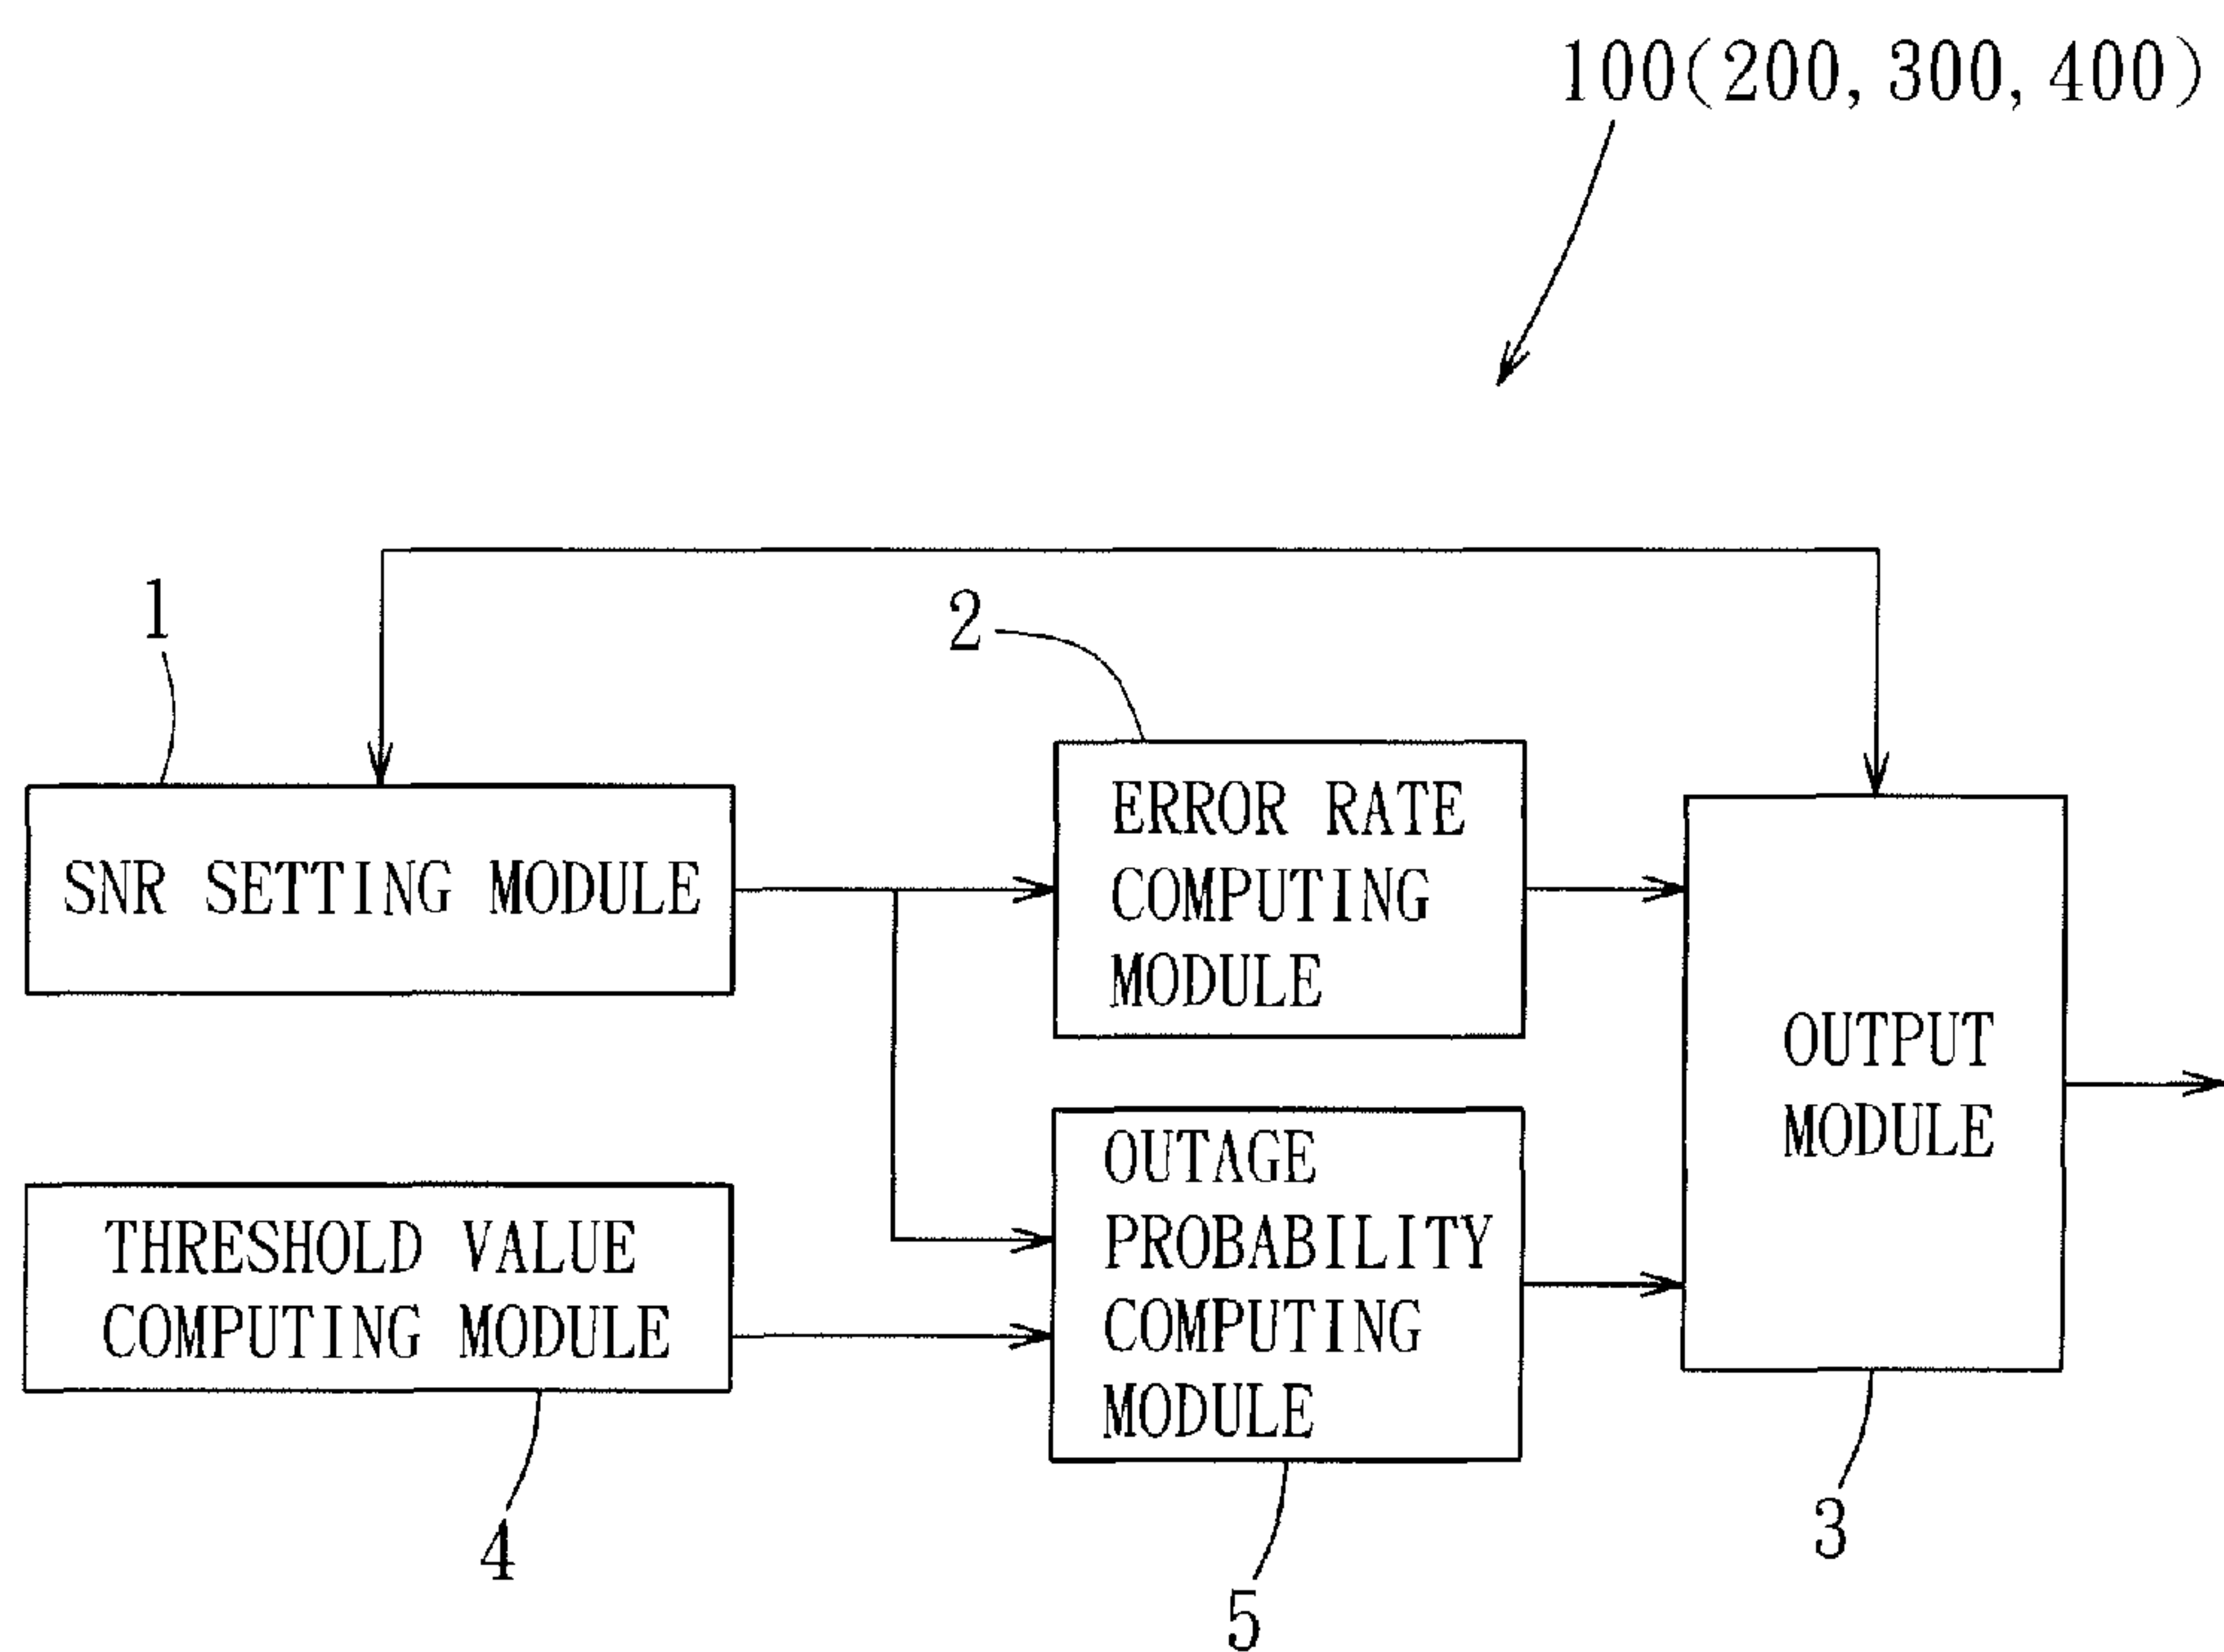 100(200, 300, 400)
1
2
SNR SETTING MODULE
ERROR RATE
COMPUTING
MODULE
OUTPUT
MODULE
THRESHOLD VALUE
COMPUTING MODULE
OUTAGE
PROBABILITY
COMPUTING
MODULE
4
5
3